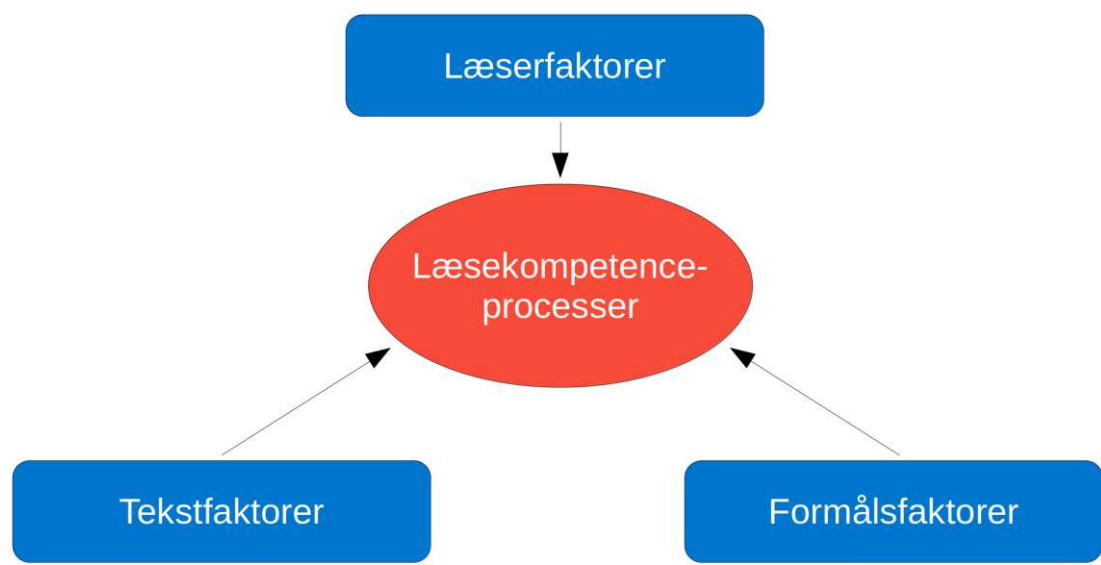 Læserfaktorer
Læsekompetence-
processer
Tekstfaktorer
Formålsfaktorer